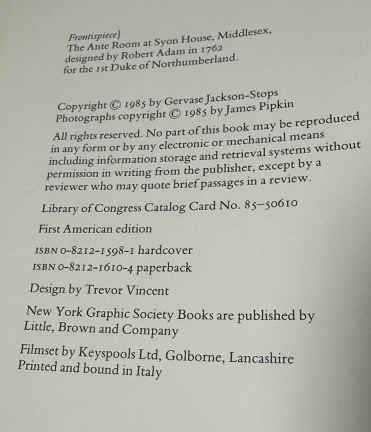 Frontispiece]
The Ante Room at Syon House, Middlesex,
designed by Robert Adam in 1762
for the 1st Duke of Northumberland.
Copyright © 1985 by Gervase Jackson-Stops
Photographs copyright © 1985 by James Pipkin
All rights reserved. No part of this book may be reproduced
in any form or by any electronic or mechanical means
including information storage and retrieval systems without
permission in writing from the publisher, except by a
reviewer who may quote brief passages in a review.
Library of Congress Catalog Card No. 85–50610
First American edition
ISBN 0-8212-1598-1 hardcover
ISBN 0-8212-1610-4 paperback
Design by Trevor Vincent
New York Graphic Society Books are published by
Little, Brown and Company
Filmset by Keyspools Ltd, Golborne, Lancashire
Printed and bound in Italy